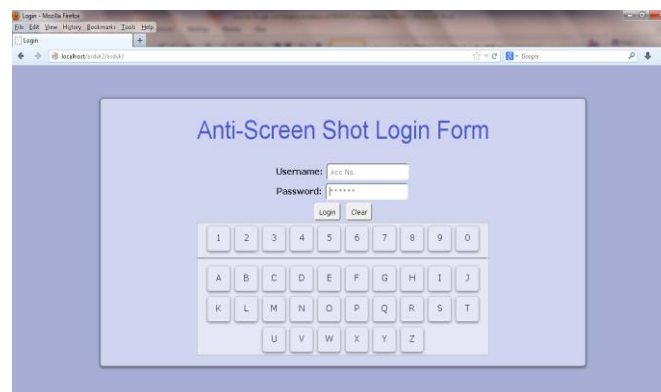 Login - Mozilla Firefox
File Edit View History Bookmarks Tools Help
Login +
localhost/
Google
Anti-Screen Shot Login Form
Username: Acc No.
Password: ******
Login Clear
1 2 3 4 5 6 7 8 9 0
A B C D E F G H I J
K L M N O P Q R S T
U V W X Y Z